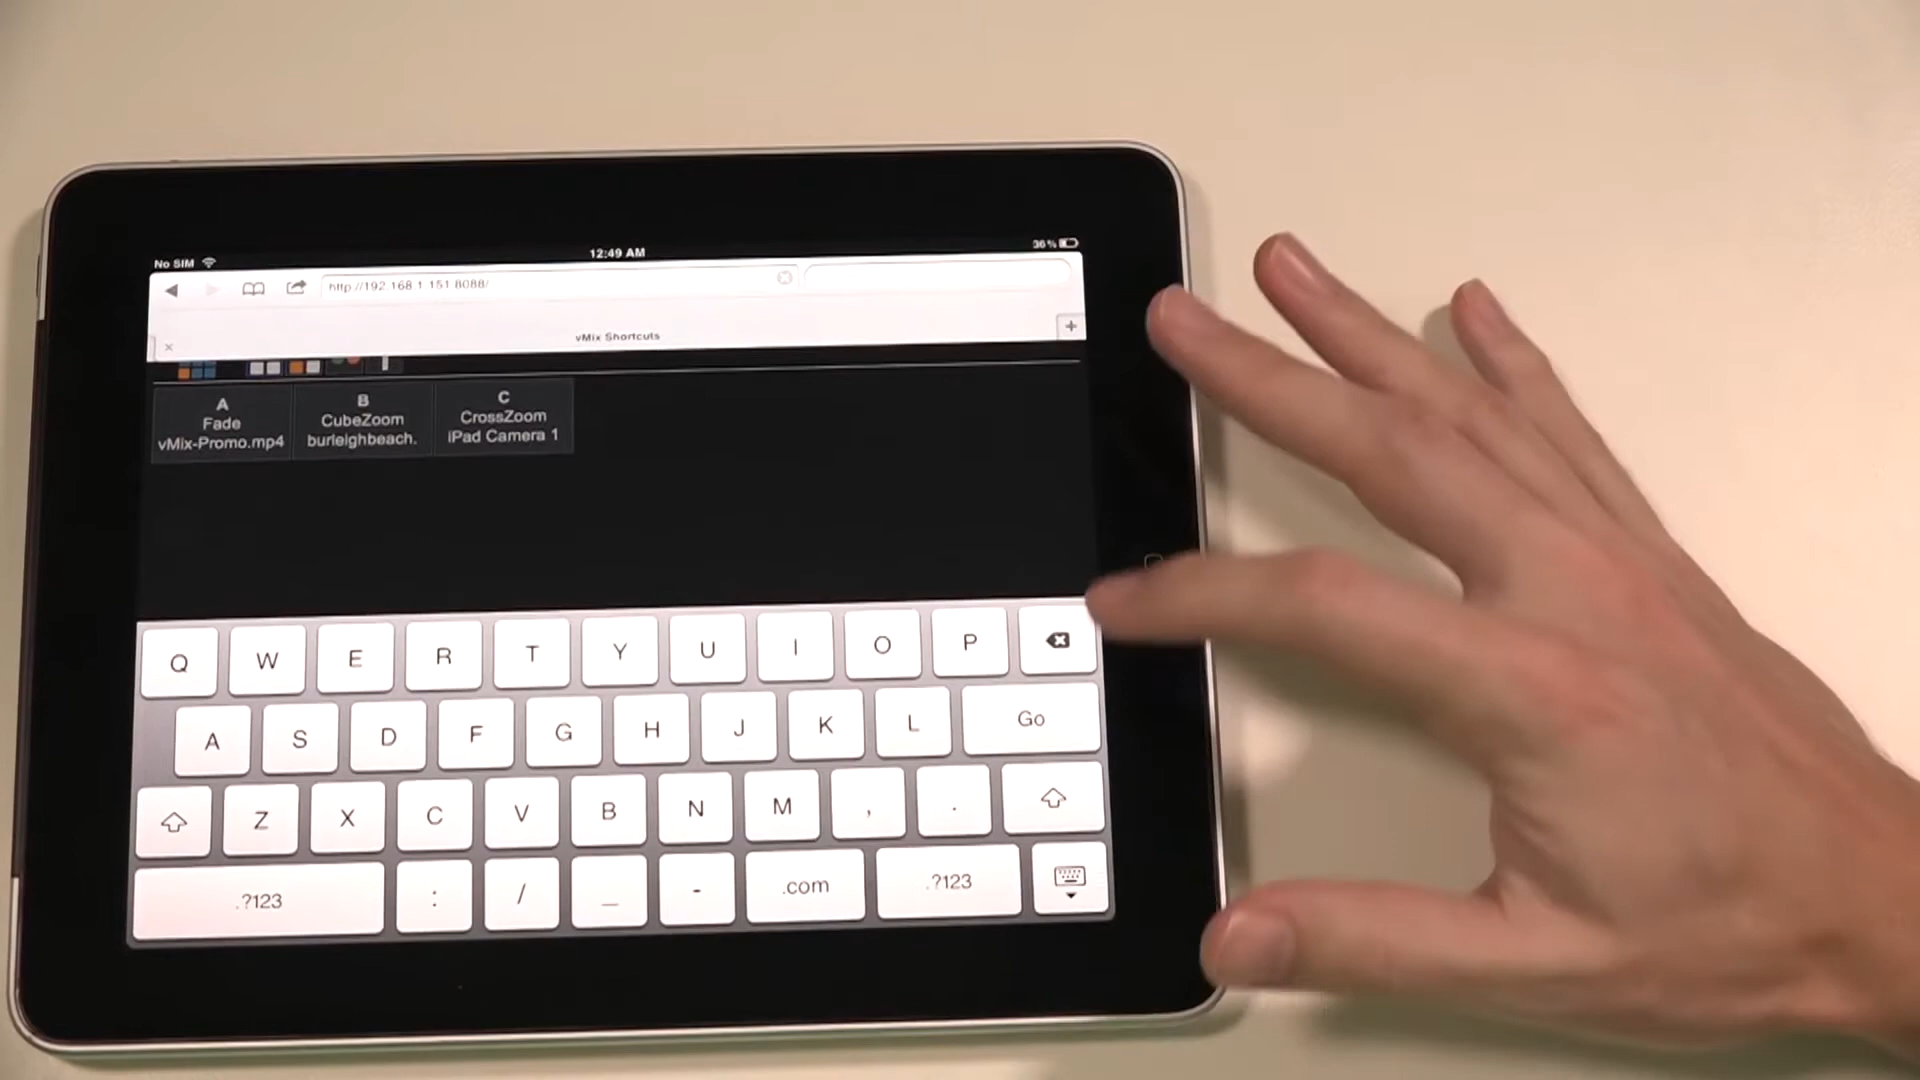 No SIM 12:49 AM 36%
http://192.168.1.151:8088/
vMix Shortcuts
A B C
Fade CubeZoom CrossZoom
vMix-Promo.mp4 burleighbeach. iPad Camera 1
Q W E R T Y U I O P
A S D F G H J K L Go
Z X C V B N M , .
.?123 : / _ - .com .?123